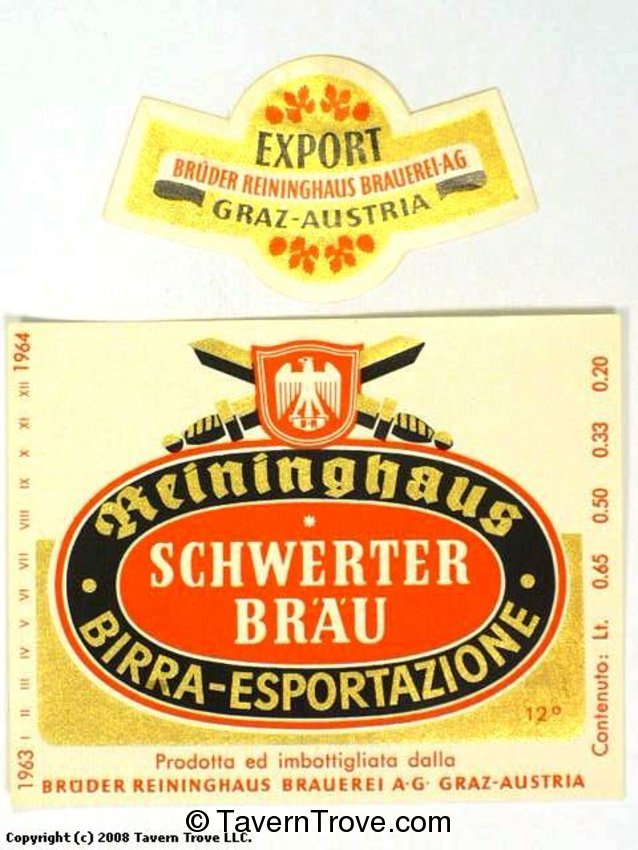 EXPORT
BRÜDER REININGHAUS BRAUEREI·AG
GRAZ-AUSTRIA
1963 I II III IV V VI VII VIII IX X XI XII 1964
Reininghaus
*
SCHWERTER
BRÄU
• BIRRA-ESPORTAZIONE •
12°
Contenuto: Lt. 0.65 0.50 0.33 0.20
Prodotta ed imbottigliata dalla
BRÜDER REININGHAUS BRAUEREI A·G· GRAZ-AUSTRIA
© TavernTrove.com
Copyright (c) 2008 Tavern Trove LLC.